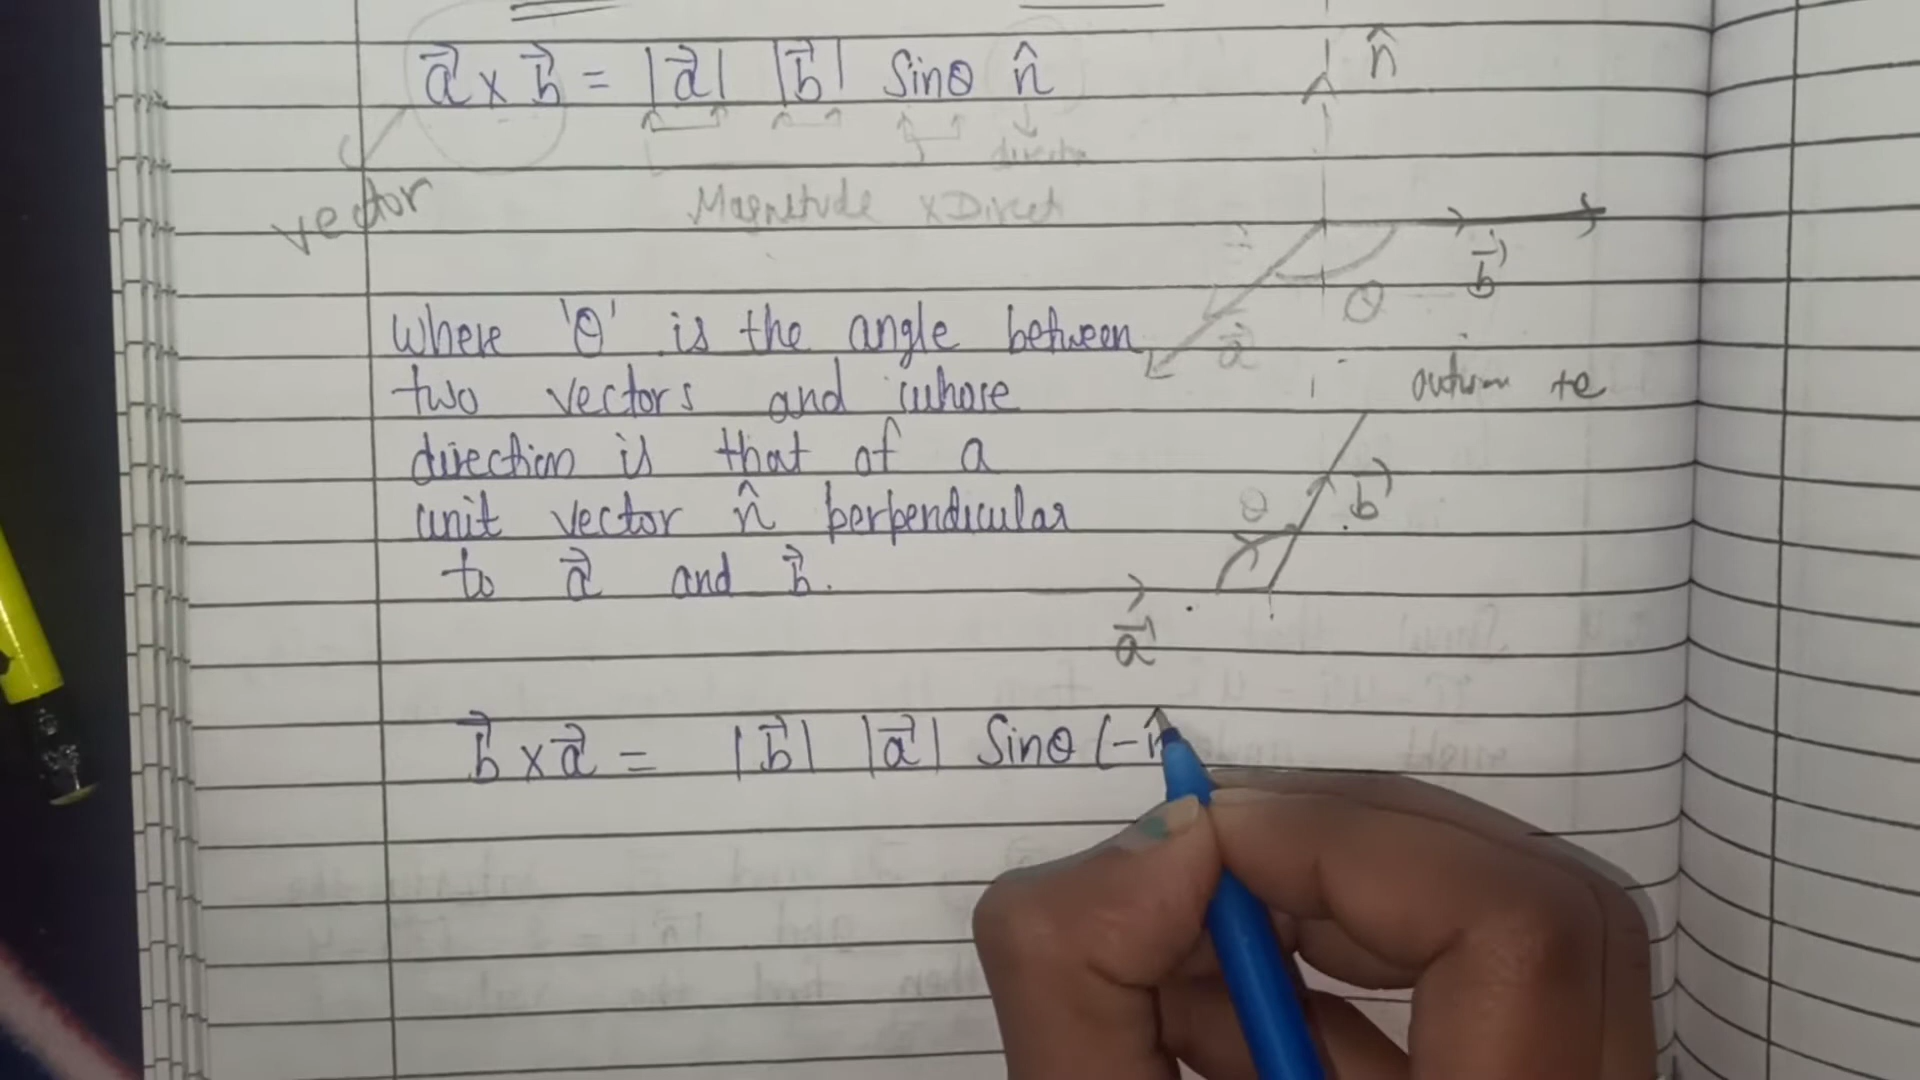 a⃗ × b⃗ = |a⃗| |b⃗| Sinθ n̂
n̂
vector
Magnitude × Direct
b⃗
θ
a⃗
where 'θ' is the angle between
two vectors and whose
direction is that of a
unit vector n̂ perpendicular
to a⃗ and b⃗.
θ
b⃗
a⃗
b⃗ × a⃗ = |b⃗| |a⃗| Sinθ (-n̂